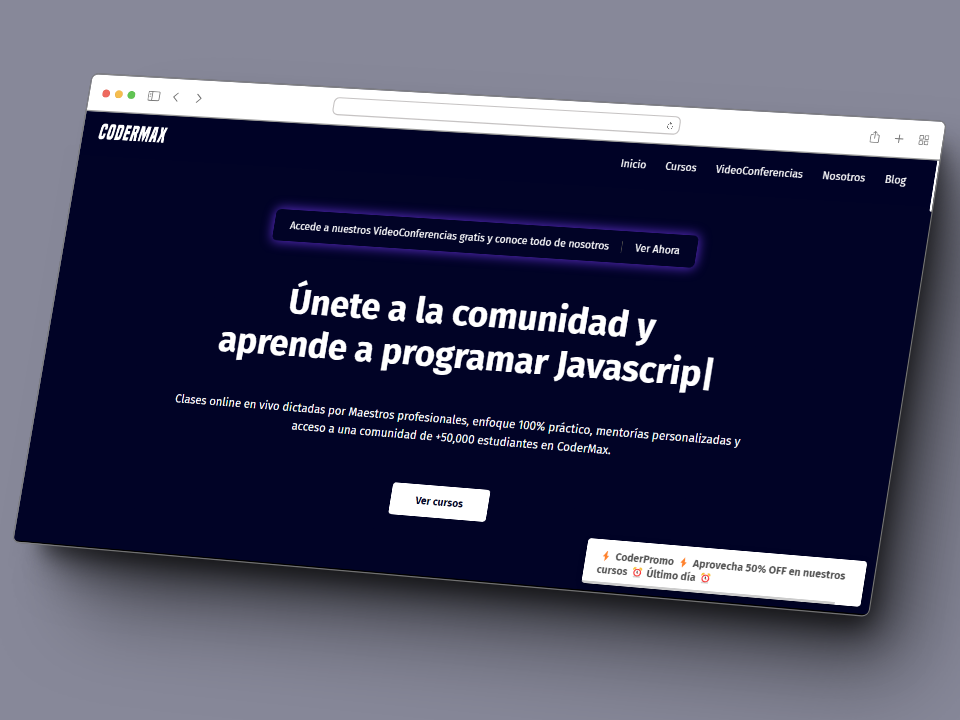 CODERMAX
Inicio Cursos VideoConferencias Nosotros Blog
Accede a nuestros VideoConferencias gratis y conoce todo de nosotros | Ver Ahora
Únete a la comunidad y
aprende a programar Javascrip|
Clases online en vivo dictadas por Maestros profesionales, enfoque 100% práctico, mentorías personalizadas y
acceso a una comunidad de +50,000 estudiantes en CoderMax.
Ver cursos
⚡ CoderPromo ⚡ Aprovecha 50% OFF en nuestros
cursos ⏰ Último día ⏰